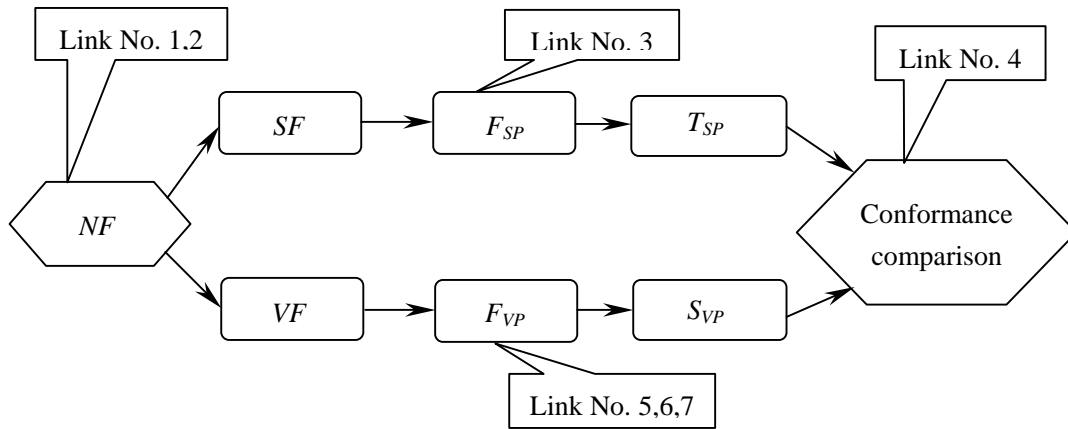 Link No. 1,2
Link No. 3
Link No. 4
SF
F_SP
T_SP
NF
Conformance
comparison
VF
F_VP
S_VP
Link No. 5,6,7